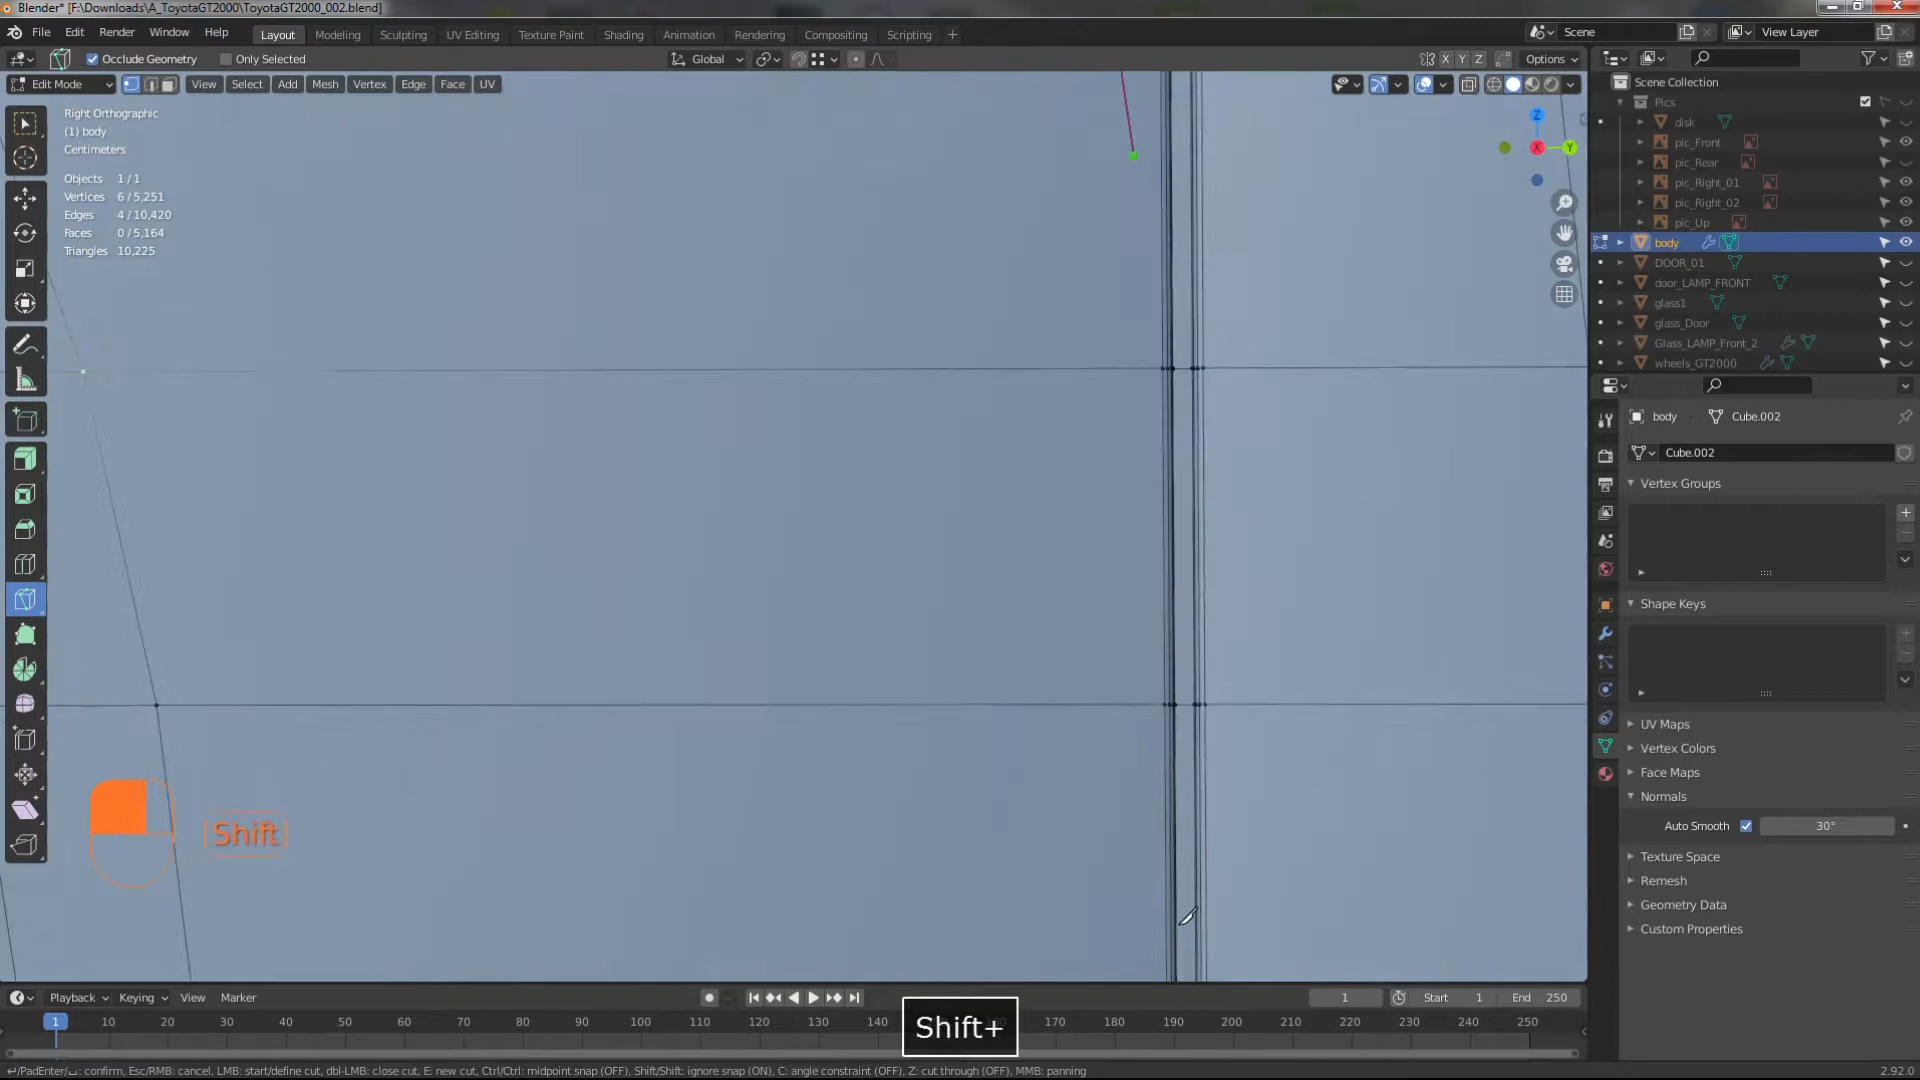 Blender* [F:\Downloads\A_ToyotaGT2000\ToyotaGT2000_002.blend]
File Edit Render Window Help Layout Modeling Sculpting UV Editing Texture Paint Shading Animation Rendering Compositing Scripting + Scene View Layer
Occlude Geometry Only Selected Global X Y Z Options
Edit Mode View Select Add Mesh Vertex Edge Face UV
Right Orthographic
(1) body
Centimeters
Objects 1 / 1
Vertices 6 / 5,251
Edges 4 / 10,420
Faces 0 / 5,164
Triangles 10,225
Z
X
Y
Shift
Scene Collection
Pics
disk
pic_Front
pic_Rear
pic_Right_01
pic_Right_02
pic_Up
body
DOOR_01
door_LAMP_FRONT
glass1
glass_Door
Glass_LAMP_Front_2
wheels_GT2000
body Cube.002
Cube.002
Vertex Groups
Shape Keys
UV Maps
Vertex Colors
Face Maps
Normals
Auto Smooth 30°
Texture Space
Remesh
Geometry Data
Custom Properties
Playback Keying View Marker 1 Start 1 End 250
1 10 20 30 40 50 60 70 80 90 100 110 120 130 140 170 180 190 200 210 220 230 240 250
Shift+
: confirm, Esc/RMB: cancel, LMB: start/define cut, dbl-LMB: close cut, E: new cut, Ctrl/Ctrl: midpoint snap (OFF), Shift/Shift: ignore snap (ON), C: angle constraint (OFF), Z: cut through (OFF), MMB: panning 2.92.0